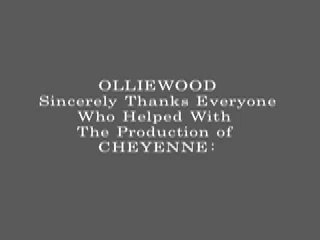 OLLIEWOOD
Sincerely Thanks Everyone
Who Helped With
The Production of
CHEYENNE: